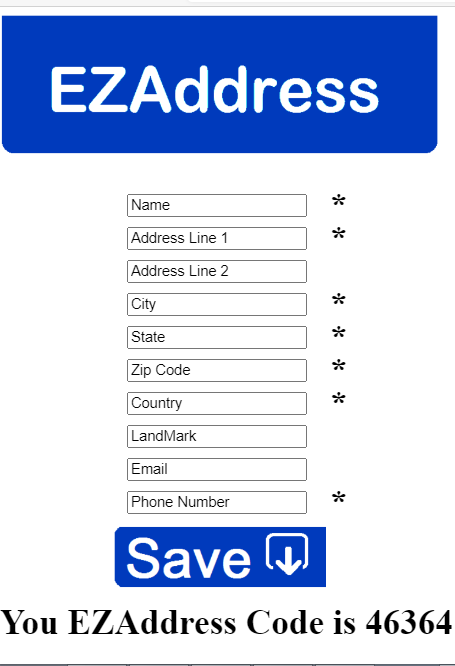 EZAddress
Name *
Address Line 1 *
Address Line 2
City *
State *
Zip Code *
Country *
LandMark
Email
Phone Number *
Save
You EZAddress Code is 46364